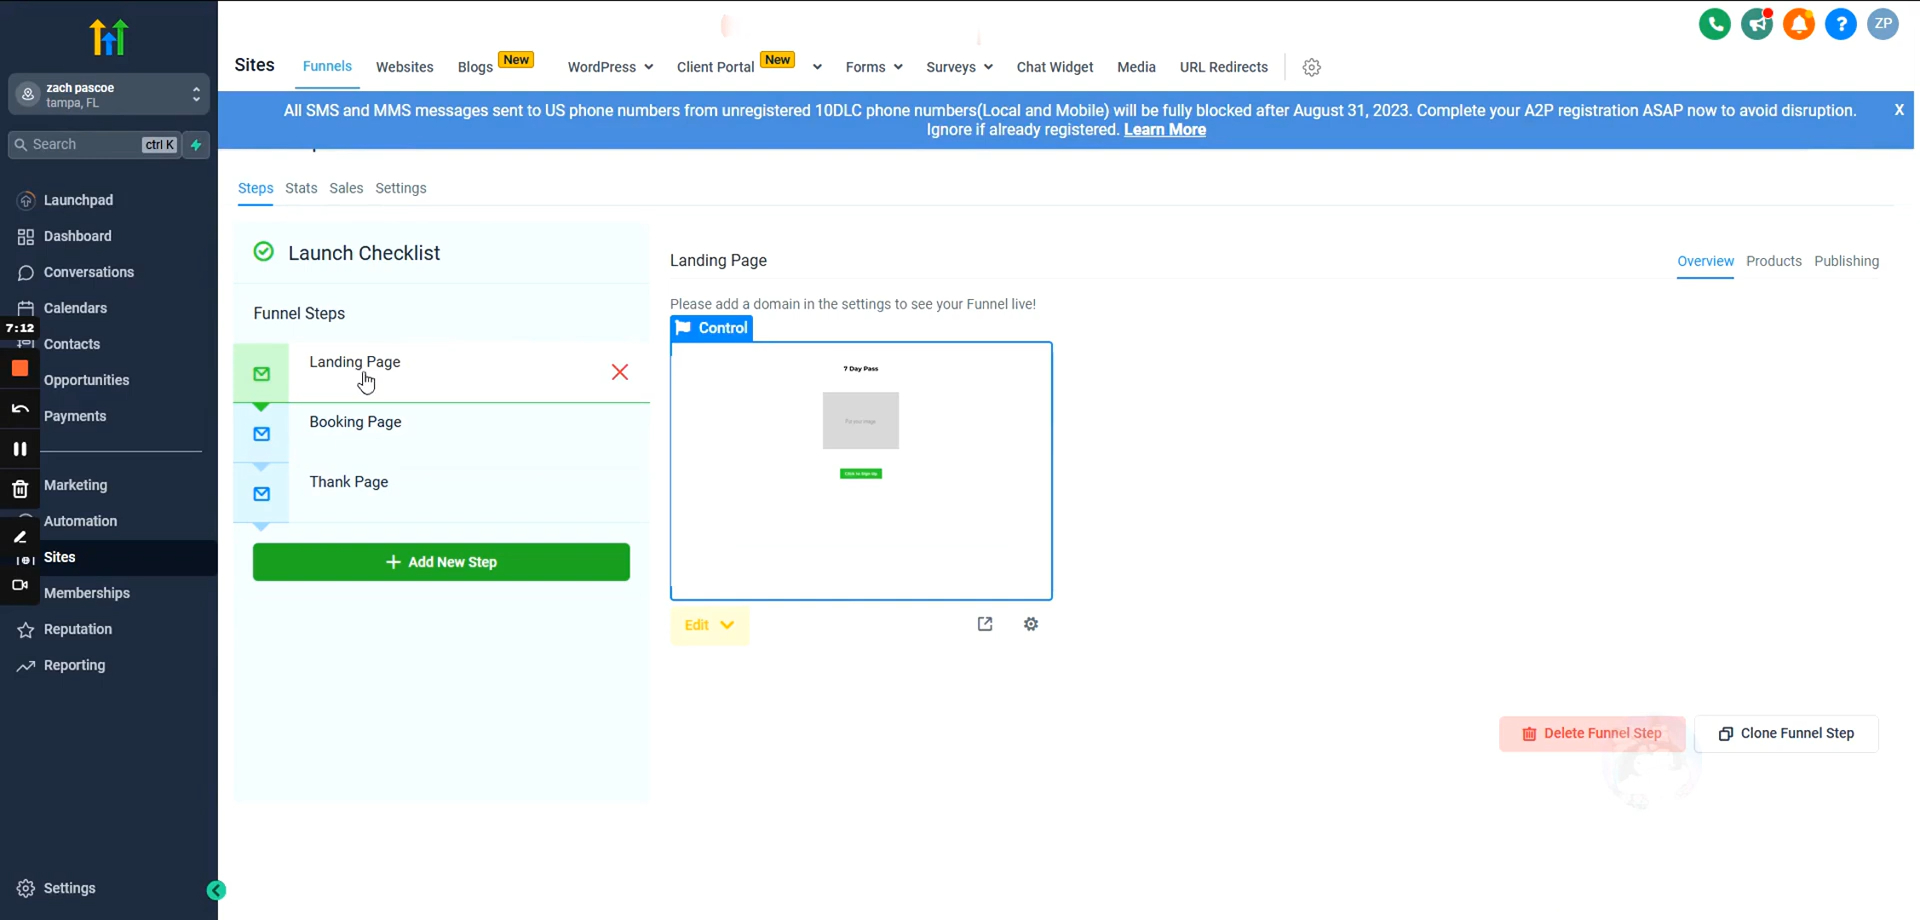 zach pascoe
tampa, FL
Search
ctrl K
Launchpad
Dashboard
Conversations
Calendars
7:12
Contacts
Opportunities
Payments
Marketing
Automation
Sites
Memberships
Reputation
Reporting
Settings
Sites
Funnels
Websites
Blogs
New
WordPress
Client Portal
New
Forms
Surveys
Chat Widget
Media
URL Redirects
?
ZP
All SMS and MMS messages sent to US phone numbers from unregistered 10DLC phone numbers(Local and Mobile) will be fully blocked after August 31, 2023. Complete your A2P registration ASAP now to avoid disruption.
Ignore if already registered. Learn More
X
Steps
Stats
Sales
Settings
Launch Checklist
Funnel Steps
Landing Page
Booking Page
Thank Page
+ Add New Step
Landing Page
Overview
Products
Publishing
Please add a domain in the settings to see your Funnel live!
Control
7 Day Pass
Click to Sign Up
Edit
Delete Funnel Step
Clone Funnel Step